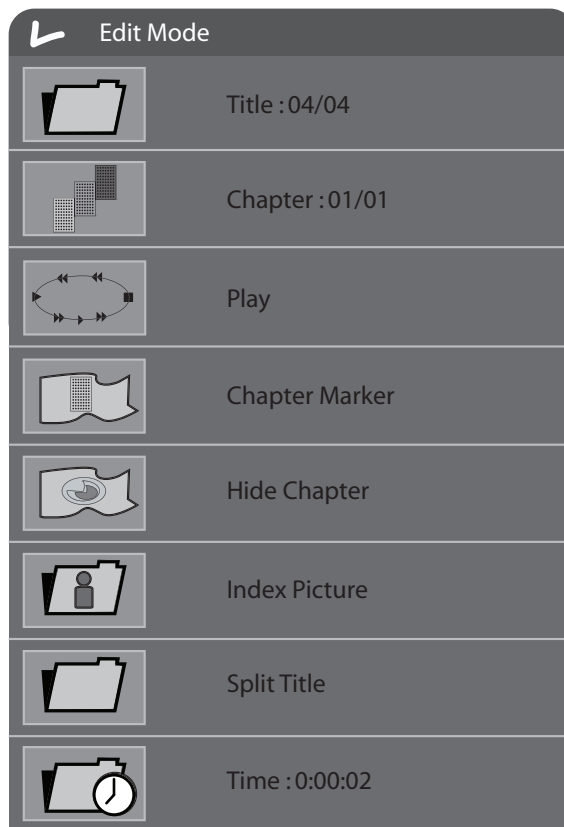 Edit Mode
Title : 04/04
Chapter : 01/01
Play
Chapter Marker
Hide Chapter
Index Picture
Split Title
Time : 0:00:02